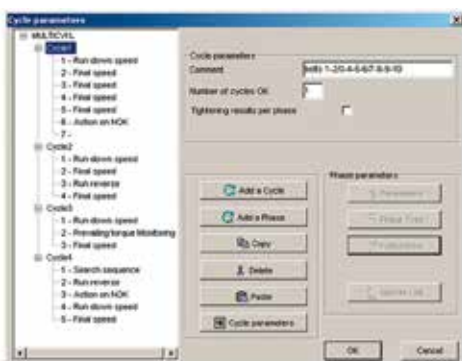 Cycle parameters
MULTICYCL
Cycle1
1 - Run down speed
2 - Final speed
3 - Final speed
4 - Final speed
5 - Final speed
6 - Action on NOK
7 -
Cycle2
1 - Run down speed
2 - Final speed
3 - Run reverse
4 - Final speed
Cycle3
1 - Run down speed
2 - Prevailing torque Monitoring
3 - Final speed
Cycle4
1 - Search sequence
2 - Run reverse
3 - Action on NOK
4 - Run down speed
5 - Final speed
Cycle parameters
Comment
Number of cycles OK
Tightening results per phase
Add a Cycle
Add a Phase
Copy
Delete
Paste
Cycle parameters
Phase parameters
Parameters
OK
Cancel